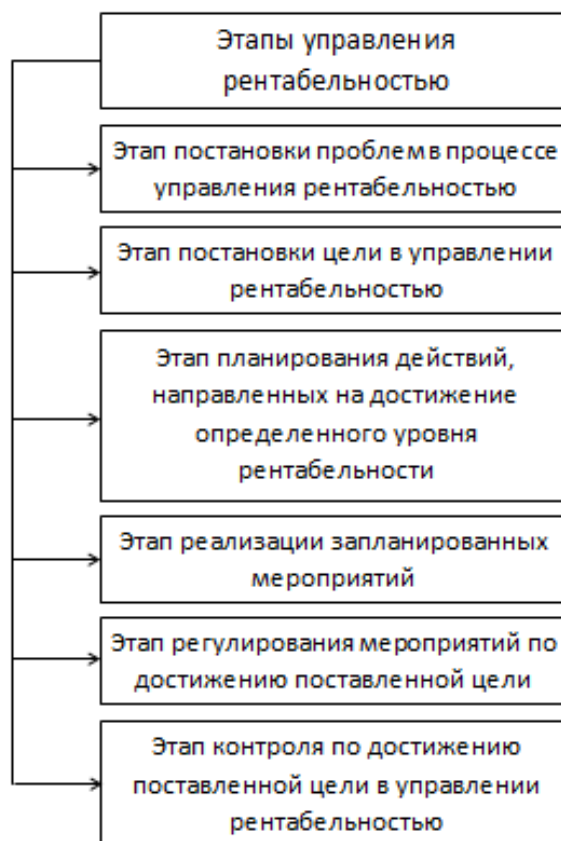 Этапы управления
рентабельностью
Этап постановки проблем в процессе
управления рентабельностью
Этап постановки цели в управлении
рентабельностью
Этап планирования действий,
направленных на достижение
определенного уровня
рентабельности
Этап реализации запланированных
мероприятий
Этап регулирования мероприятий по
достижению поставленной цели
Этап контроля по достижению
поставленной цели в управлении
рентабельностью